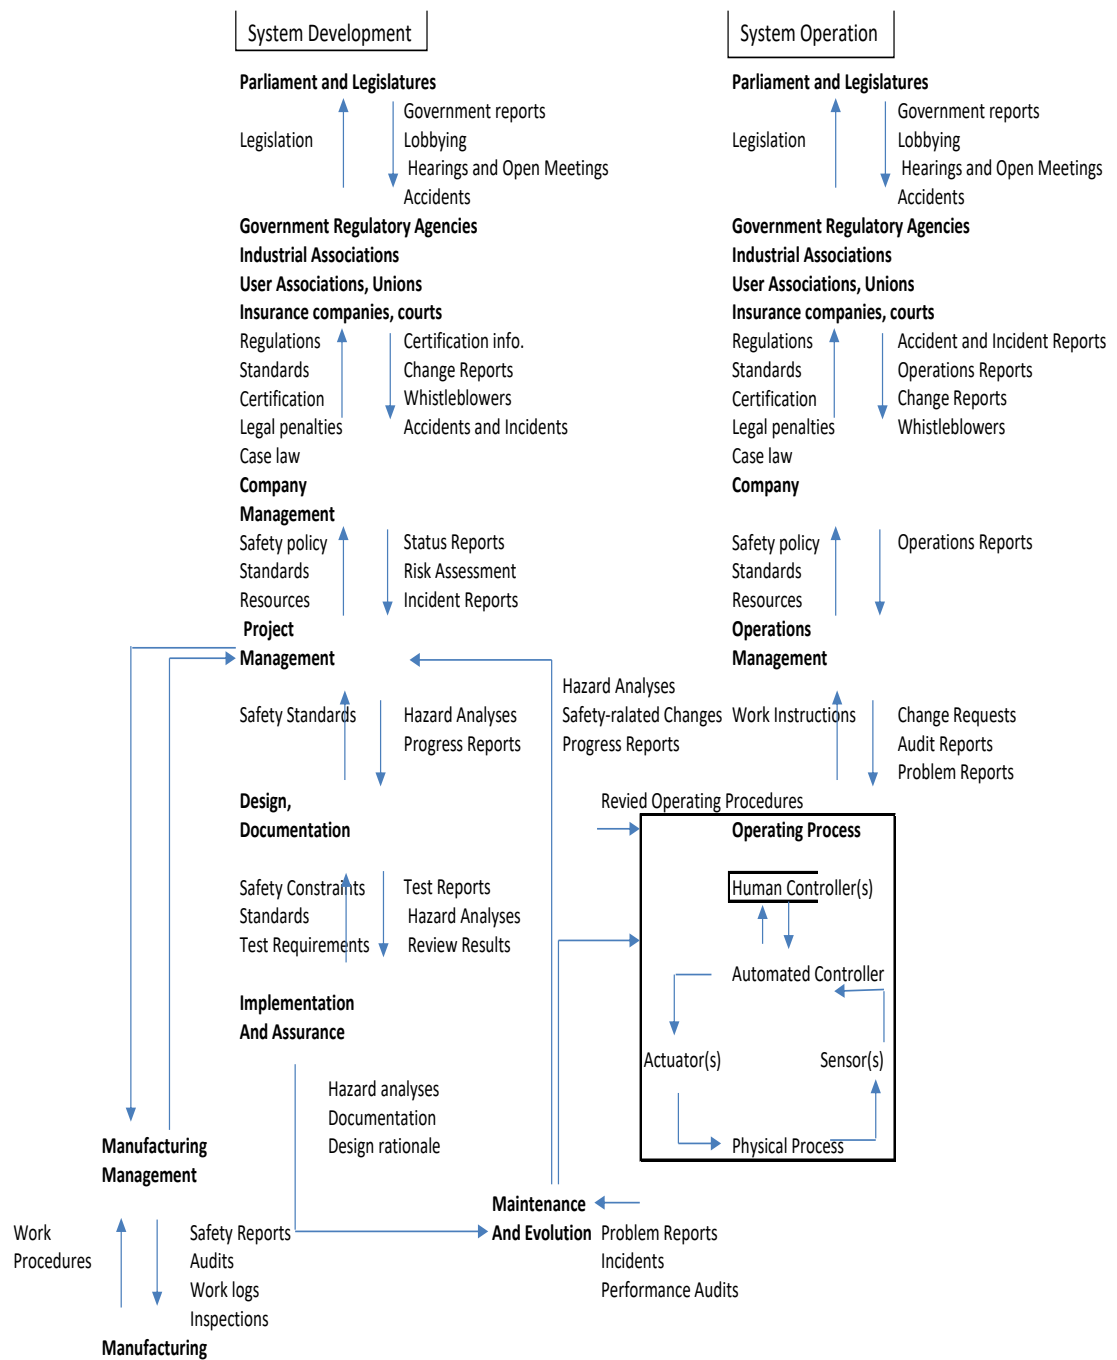 System Development
Parliament and Legislatures
Legislation
Government reports
Lobbying
Hearings and Open Meetings
Accidents
Government Regulatory Agencies
Industrial Associations
User Associations, Unions
Insurance companies, courts
Regulations
Standards
Certification
Legal penalties
Case law
Certification info.
Change Reports
Whistleblowers
Accidents and Incidents
Company
Management
Safety policy
Standards
Resources
Status Reports
Risk Assessment
Incident Reports
Project
Management
Safety Standards
Hazard Analyses
Progress Reports
Design,
Documentation
Safety Constraints
Standards
Test Requirements
Test Reports
Hazard Analyses
Review Results
Implementation
And Assurance
Hazard analyses
Documentation
Design rationale
Manufacturing
Management
Work
Procedures
Safety Reports
Audits
Work logs
Inspections
Manufacturing
Maintenance
And Evolution
Problem Reports
Incidents
Performance Audits
Hazard Analyses
Safety-ralated Changes
Progress Reports
Revied Operating Procedures
System Operation
Parliament and Legislatures
Legislation
Government reports
Lobbying
Hearings and Open Meetings
Accidents
Government Regulatory Agencies
Industrial Associations
User Associations, Unions
Insurance companies, courts
Regulations
Standards
Certification
Legal penalties
Case law
Accident and Incident Reports
Operations Reports
Change Reports
Whistleblowers
Company
Safety policy
Standards
Resources
Operations Reports
Operations
Management
Work Instructions
Change Requests
Audit Reports
Problem Reports
Operating Process
Human Controller(s)
Automated Controller
Actuator(s)
Sensor(s)
Physical Process